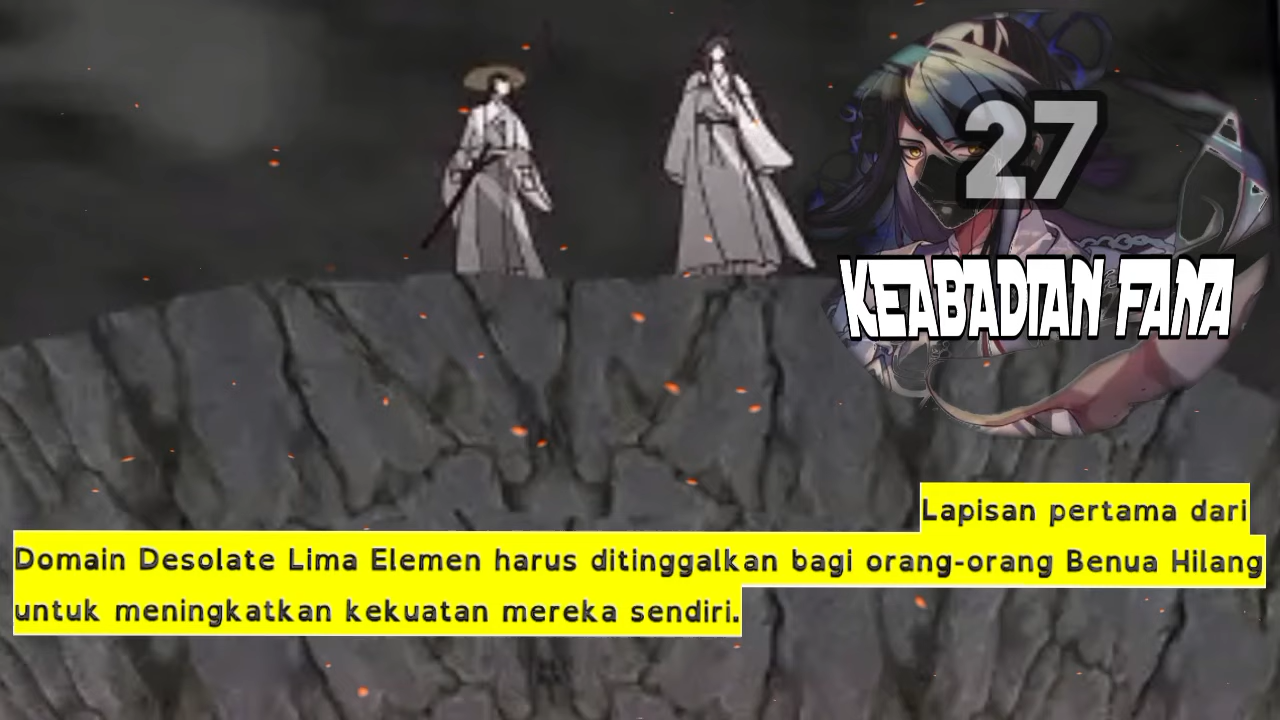 27
KEABADIAN FANA
Lapisan pertama dari
Domain Desolate Lima Elemen harus ditinggalkan bagi orang-orang Benua Hilang
untuk meningkatkan kekuatan mereka sendiri.